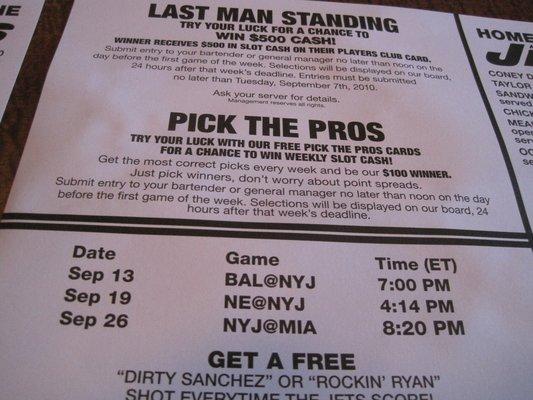 HE
S
LAST MAN STANDING
TRY YOUR LUCK FOR A CHANCE TO
WIN $500 CASH!
WINNER RECEIVES $500 IN SLOT CASH ON THEIR PLAYERS CLUB CARD.
Submit entry to your bartender or general manager no later than noon on the
day before the first game of the week. Selections will be displayed on our board,
24 hours after that week's deadline. Entries must be submitted
no later than Tuesday, September 7th, 2010.
Ask your server for details.
Management reserves all rights.
PICK THE PROS
TRY YOUR LUCK WITH OUR FREE PICK THE PROS CARDS
FOR A CHANCE TO WIN WEEKLY SLOT CASH!
Get the most correct picks every week and be our $100 WINNER.
Just pick winners, don't worry about point spreads.
Submit entry to your bartender or general manager no later than noon on the day
before the first game of the week. Selections will be displayed on our board, 24
hours after that week's deadline.
Date Game Time (ET)
Sep 13 BAL@NYJ 7:00 PM
Sep 19 NE@NYJ 4:14 PM
Sep 26 NYJ@MIA 8:20 PM
GET A FREE
"DIRTY SANCHEZ" OR "ROCKIN' RYAN"
SHOT EVERYTIME THE JETS SCORE!
HOME
CONEY D
TAYLOR
SANDW
served
CHICK
MEA
ope
ser
OC
se